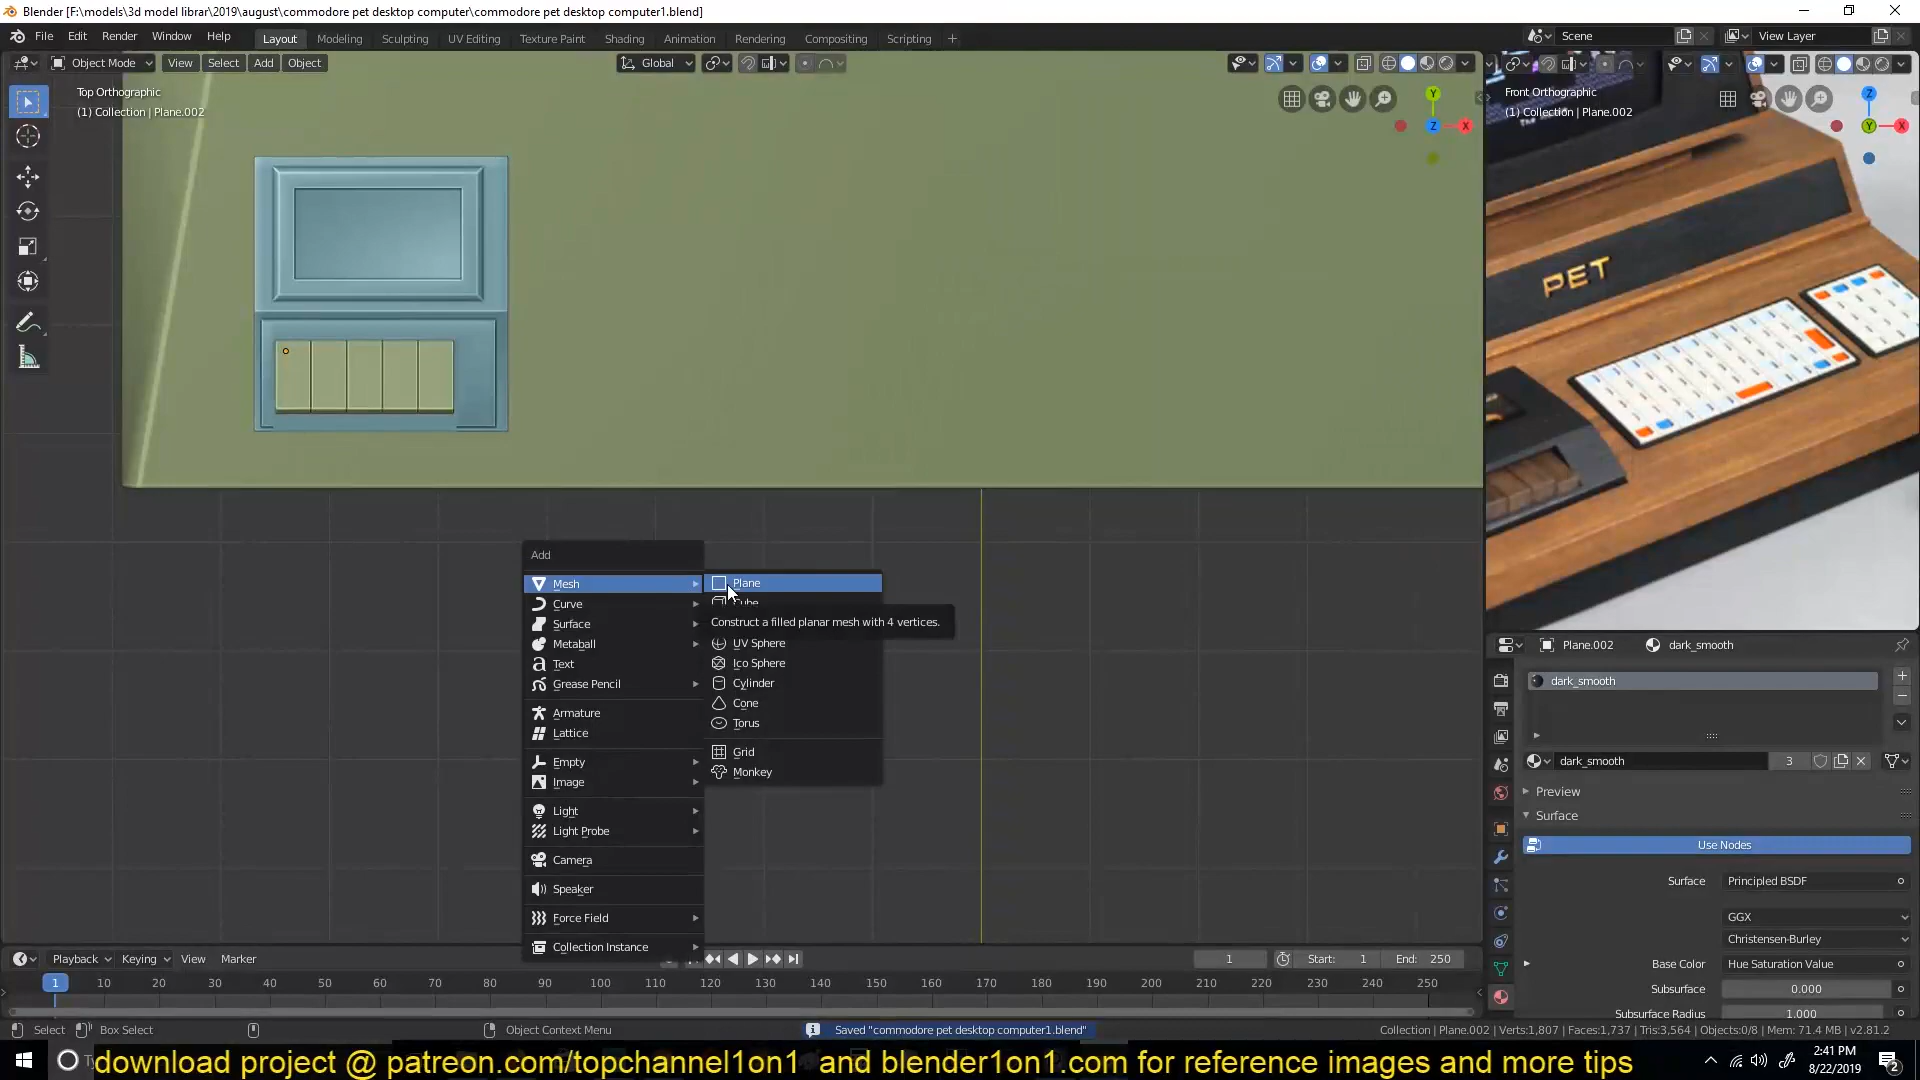 Blender [F:\models\3d model librar\2019\august\commodore pet desktop computer\commodore pet desktop computer1.blend]
File Edit Render Window Help Layout Modeling Sculpting UV Editing Texture Paint Shading Animation Rendering Compositing Scripting Scene View Layer
Object Mode View Select Add Object Global
Top Orthographic
(1) Collection | Plane.002
Y
Z X
Front Orthographic
(1) Collection | Plane.002
Z
Y X
PET
Add
Mesh
Curve
Surface
Metaball
Text
Grease Pencil
Armature
Lattice
Empty
Image
Light
Light Probe
Camera
Speaker
Force Field
Collection Instance
Plane
Cube
Construct a filled planar mesh with 4 vertices.
UV Sphere
Ico Sphere
Cylinder
Cone
Torus
Grid
Monkey
Plane.002 dark_smooth
dark_smooth
dark_smooth 3
Preview
Surface
Use Nodes
Surface Principled BSDF
GGX
Christensen-Burley
Base Color Hue Saturation Value
Subsurface 0.000
Subsurface Radius 1.000
Playback Keying View Marker 1 Start: 1 End: 250
1 10 20 30 40 50 60 70 80 90 100 110 120 130 140 150 160 170 180 190 200 210 220 230 240 250
Select Box Select Object Context Menu Saved "commodore pet desktop computer1.blend" Collection | Plane.002 | Verts:1,807 | Faces:1,737 | Tris:3,564 | Objects:0/8 | Mem: 71.4 MB | v2.81.2
download project @ patreon.com/topchannel1on1 and blender1on1.com for reference images and more tips
2:41 PM
8/22/2019
2